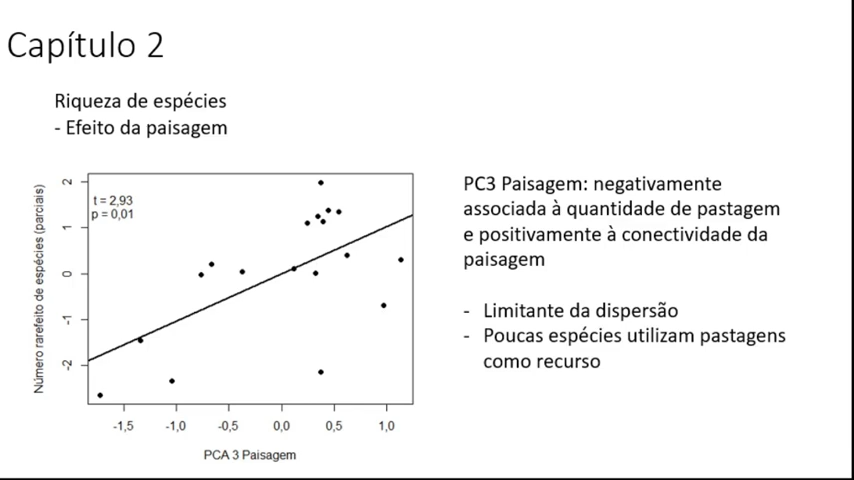 Capítulo 2
Riqueza de espécies
- Efeito da paisagem
t = 2,93
p = 0,01
Número rarefeito de espécies (parciais)
2
1
0
-1
-2
-1,5
-1,0
-0,5
0,0
0,5
1,0
PCA 3 Paisagem
PC3 Paisagem: negativamente
associada à quantidade de pastagem
e positivamente à conectividade da
paisagem
- Limitante da dispersão
- Poucas espécies utilizam pastagens
como recurso